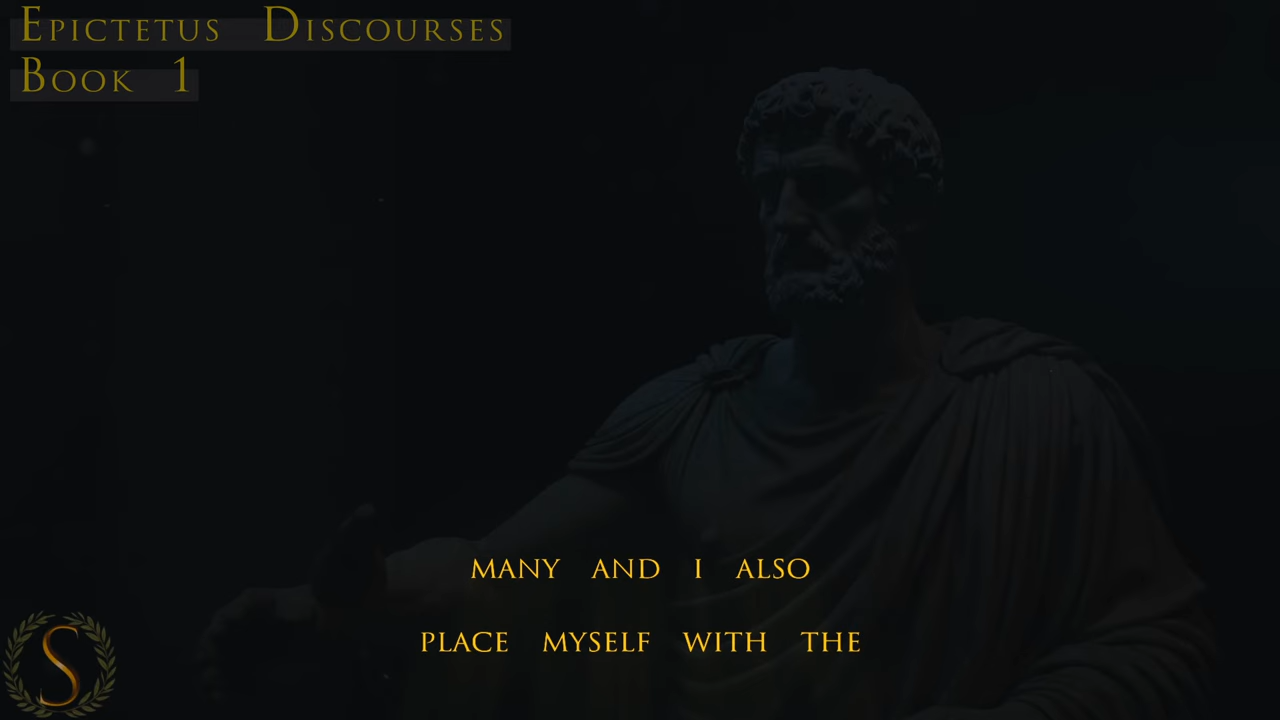 Epictetus Discourses
Book 1
MANY AND I ALSO
PLACE MYSELF WITH THE
S